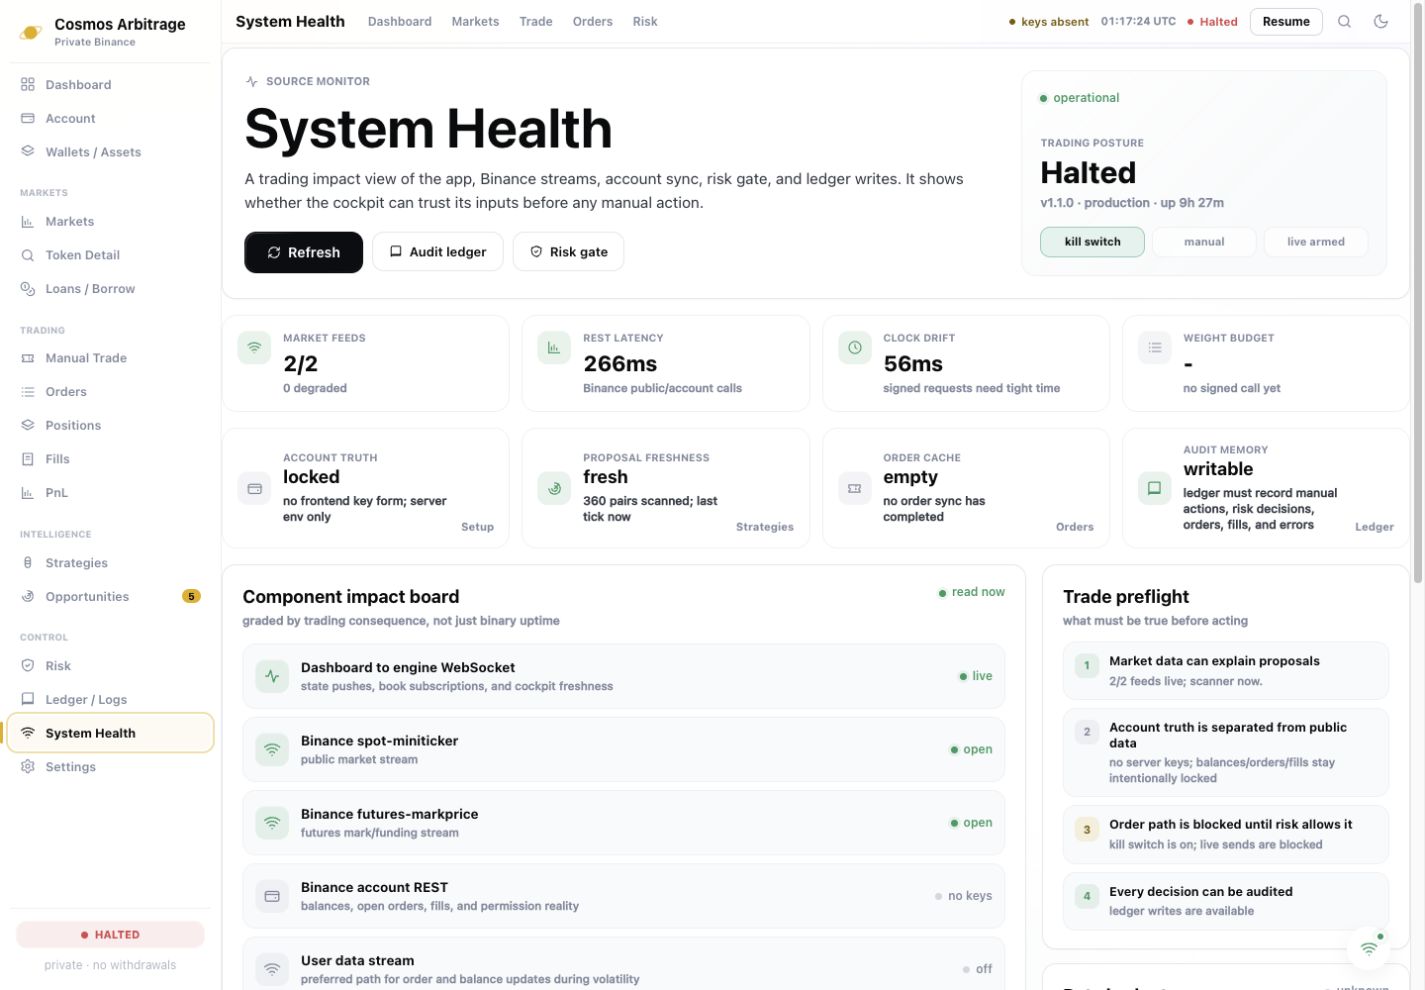 Cosmos Arbitrage
Private Binance
Dashboard
Account
Wallets / Assets
MARKETS
Markets
Token Detail
Loans / Borrow
TRADING
Manual Trade
Orders
Positions
Fills
PnL
INTELLIGENCE
Strategies
Opportunities 5
CONTROL
Risk
Ledger / Logs
System Health
Settings
HALTED
private · no withdrawals
System Health Dashboard Markets Trade Orders Risk keys absent 01:17:24 UTC Halted Resume
SOURCE MONITOR
System Health
A trading impact view of the app, Binance streams, account sync, risk gate, and ledger writes. It shows
whether the cockpit can trust its inputs before any manual action.
Refresh Audit ledger Risk gate
operational
TRADING POSTURE
Halted
v1.1.0 · production · up 9h 27m
kill switch manual live armed
MARKET FEEDS
2/2
0 degraded
REST LATENCY
266ms
Binance public/account calls
CLOCK DRIFT
56ms
signed requests need tight time
WEIGHT BUDGET
-
no signed call yet
ACCOUNT TRUTH
locked
no frontend key form; server
env only
Setup
PROPOSAL FRESHNESS
fresh
360 pairs scanned; last
tick now
Strategies
ORDER CACHE
empty
no order sync has
completed
Orders
AUDIT MEMORY
writable
ledger must record manual
actions, risk decisions,
orders, fills, and errors
Ledger
Component impact board
read now
graded by trading consequence, not just binary uptime
Dashboard to engine WebSocket
state pushes, book subscriptions, and cockpit freshness
live
Binance spot-miniticker
public market stream
open
Binance futures-markprice
futures mark/funding stream
open
Binance account REST
balances, open orders, fills, and permission reality
no keys
User data stream
preferred path for order and balance updates during volatility
off
Trade preflight
what must be true before acting
1
Market data can explain proposals
2/2 feeds live; scanner now.
2
Account truth is separated from public
data
no server keys; balances/orders/fills stay
intentionally locked
3
Order path is blocked until risk allows it
kill switch is on; live sends are blocked
4
Every decision can be audited
ledger writes are available